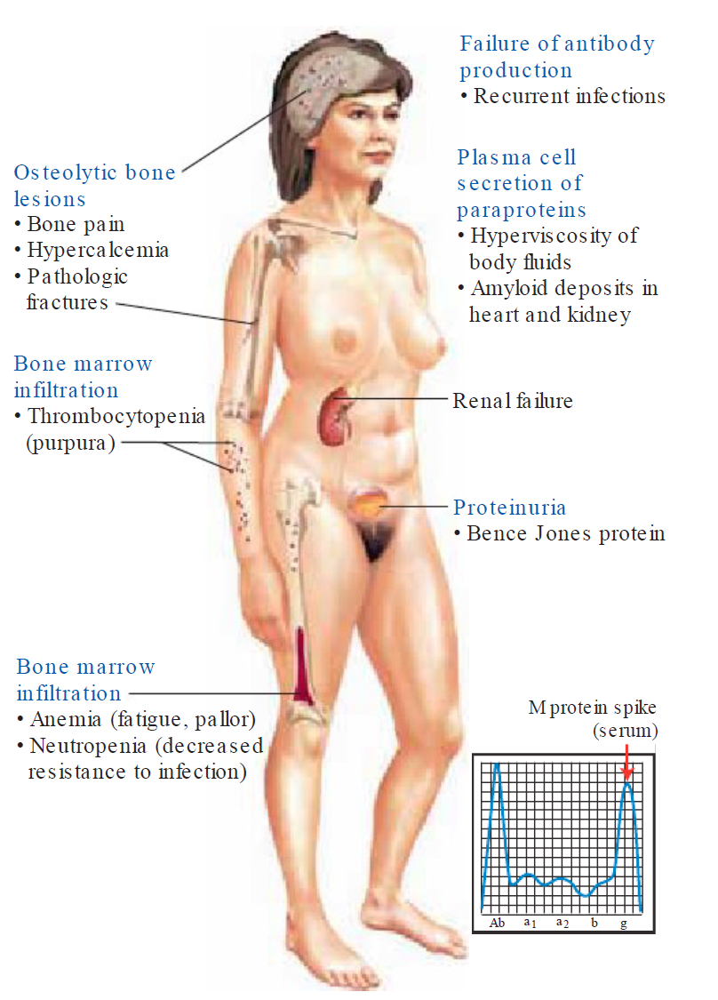 Failure of antibody
production
• Recurrent infections
Osteolytic bone
lesions
• Bone pain
• Hypercalcemia
• Pathologic
fractures
Plasma cell
secretion of
paraproteins
• Hyperviscosity of
body fluids
• Amyloid deposits in
heart and kidney
Bone marrow
infiltration
• Thrombocytopenia
(purpura)
Renal failure
Proteinuria
• Bence Jones protein
Bone marrow
infiltration
• Anemia (fatigue, pallor)
• Neutropenia (decreased
resistance to infection)
M protein spike
(serum)
Ab a1 a2 b g